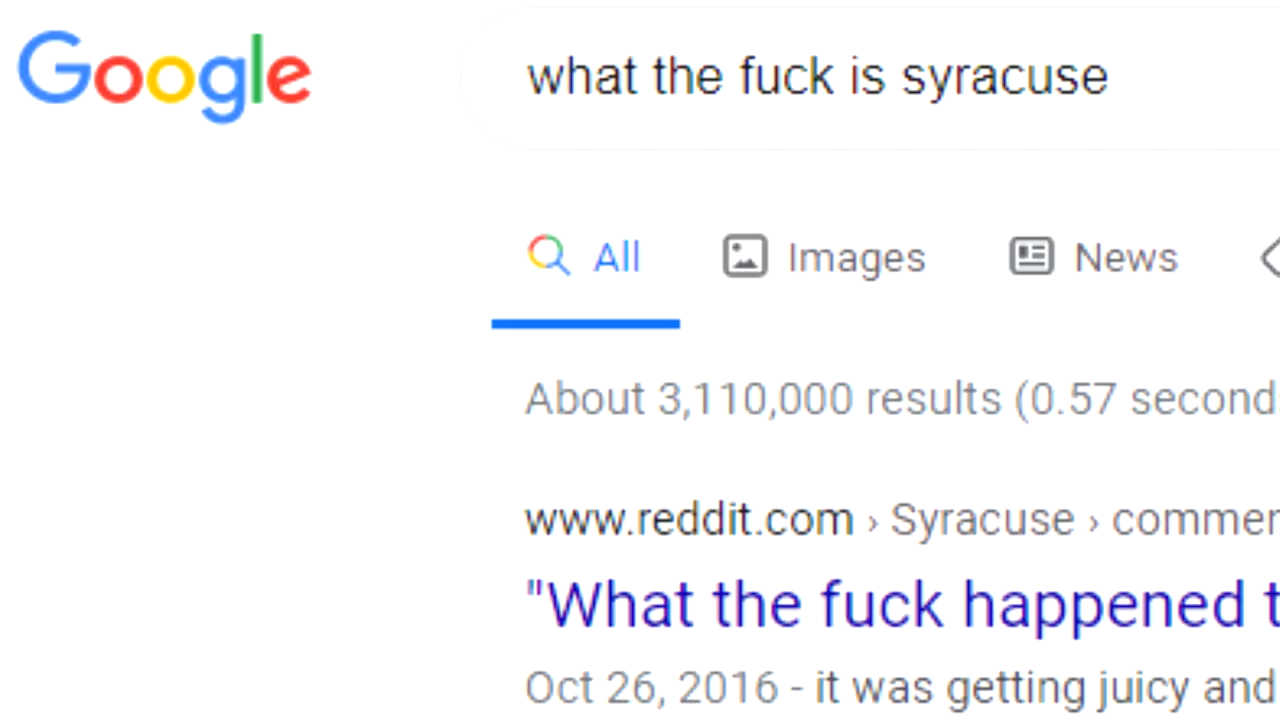 Google
what the fuck is syracuse
All Images News
About 3,110,000 results (0.57 second
www.reddit.com › Syracuse › commer
"What the fuck happened t
Oct 26, 2016 - it was getting juicy and